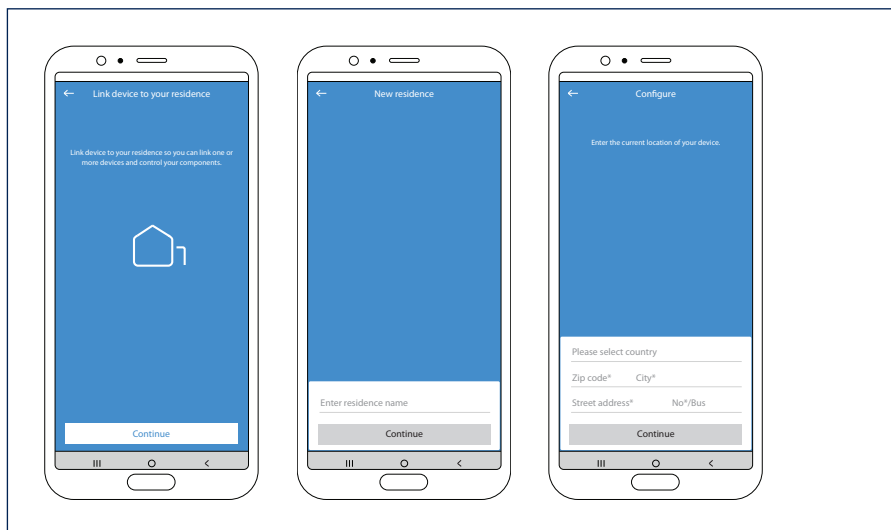 Link device to your residence
Link device to your residence so you can link one or
more devices and control your components.
Continue
New residence
Enter residence name
Continue
Configure
Enter the current location of your device.
Please select country
Zip code* City*
Street address* No*/Bus
Continue